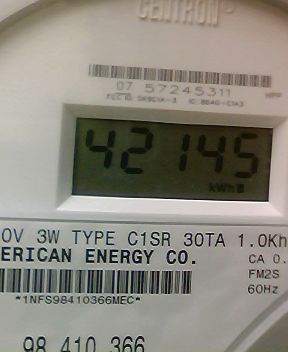 CENTRON
07 57245311
42145
kWh
0V 3W TYPE C1SR 30TA 1.0Kh
ERICAN ENERGY CO.
CA 0.
FM2S
*1NFS98410366MEC*
60Hz
98 410 366